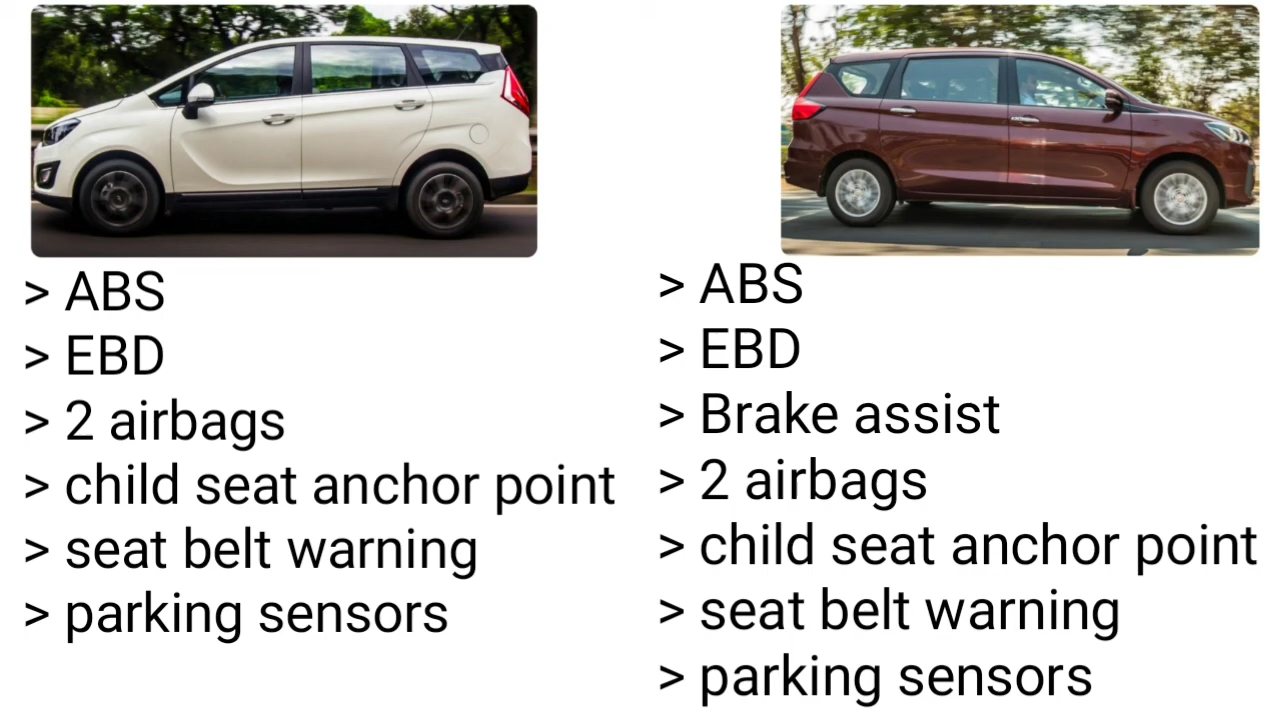 > ABS
> EBD
> 2 airbags
> child seat anchor point
> seat belt warning
> parking sensors
> ABS
> EBD
> Brake assist
> 2 airbags
> child seat anchor point
> seat belt warning
> parking sensors